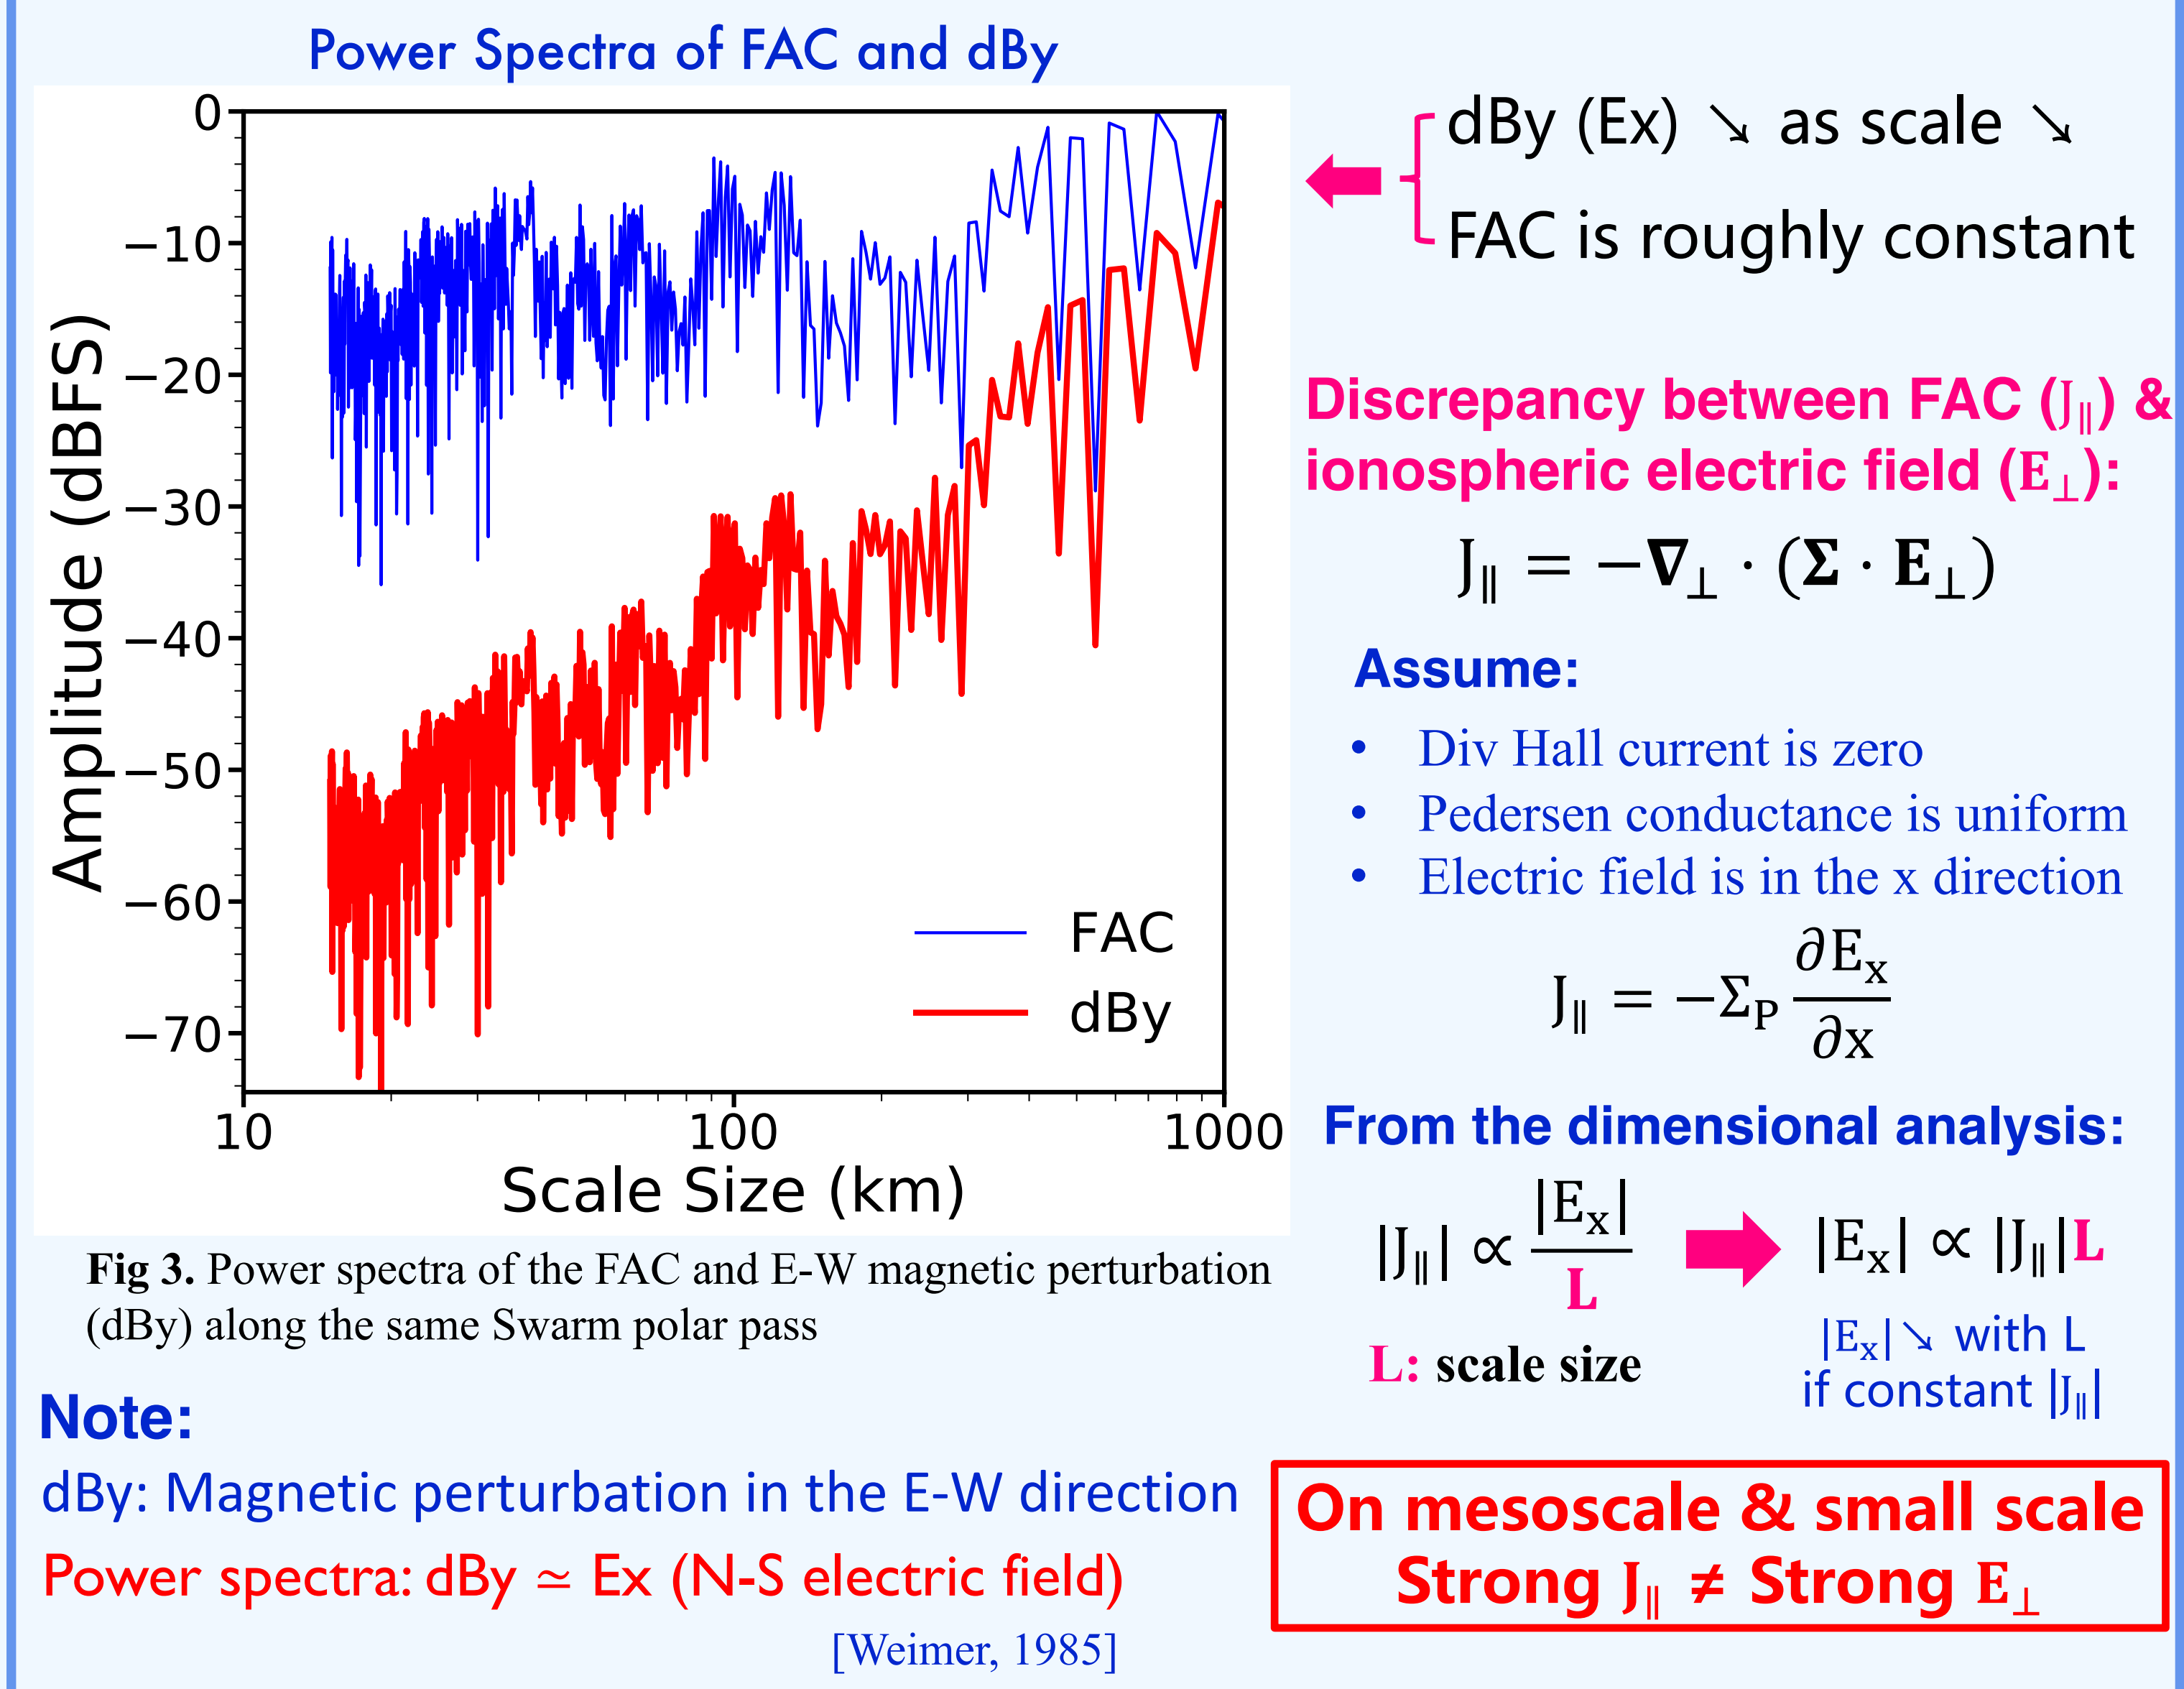 Power Spectra of FAC and dBy
0
−10
−20
−30
−40
−50
−60
−70
Amplitude (dBFS)
FAC
dBy
10
100
1000
Scale Size (km)
Fig 3. Power spectra of the FAC and E-W magnetic perturbation
(dBy) along the same Swarm polar pass
Note:
dBy: Magnetic perturbation in the E-W direction
Power spectra: dBy ≃ Ex (N-S electric field)
[Weimer, 1985]
dBy (Ex) ↘ as scale ↘
FAC is roughly constant
Discrepancy between FAC (J∥) &
ionospheric electric field (E⊥):
J∥ = −∇⊥ · (Σ · E⊥)
Assume:
• Div Hall current is zero
• Pedersen conductance is uniform
• Electric field is in the x direction
J∥ = −ΣP ∂Ex/∂x
From the dimensional analysis:
|J∥| ∝ |Ex|/L
|Ex| ∝ |J∥|L
L: scale size
|Ex| ↘ with L
if constant |J∥|
On mesoscale & small scale
Strong J∥ ≠ Strong E⊥